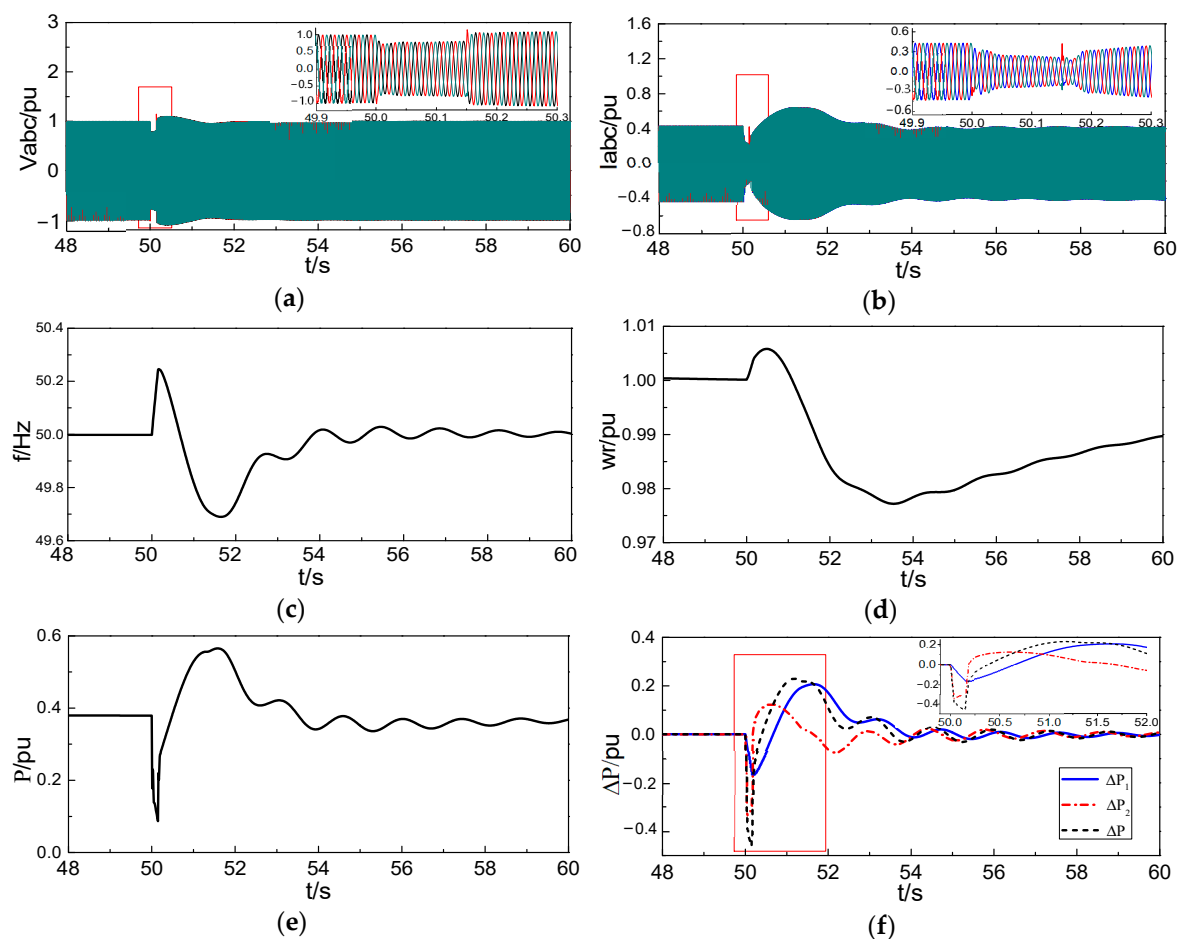 3
2
1
0
−1
Vabc/pu
1.0
0.5
0.0
−0.5
−1.0
49.9 50.0 50.1 50.2 50.3
48 50 52 54 56 58 60
t/s
(a)
1.6
1.2
0.8
0.4
0.0
−0.4
−0.8
Iabc/pu
0.6
0.3
0.0
−0.3
−0.6
49.9 50.0 50.1 50.2 50.3
48 50 52 54 56 58 60
t/s
(b)
50.4
50.2
50.0
49.8
49.6
f/Hz
48 50 52 54 56 58 60
t/s
(c)
1.01
1.00
0.99
0.98
0.97
wr/pu
48 50 52 54 56 58 60
t/s
(d)
0.6
0.4
0.2
0.0
P/pu
48 50 52 54 56 58 60
t/s
(e)
0.4
0.2
0.0
−0.2
−0.4
ΔP/pu
0.2
0.0
−0.2
−0.4
50.0 50.5 51.0 51.5 52.0
ΔP₁
ΔP₂
ΔP
48 50 52 54 56 58 60
t/s
(f)